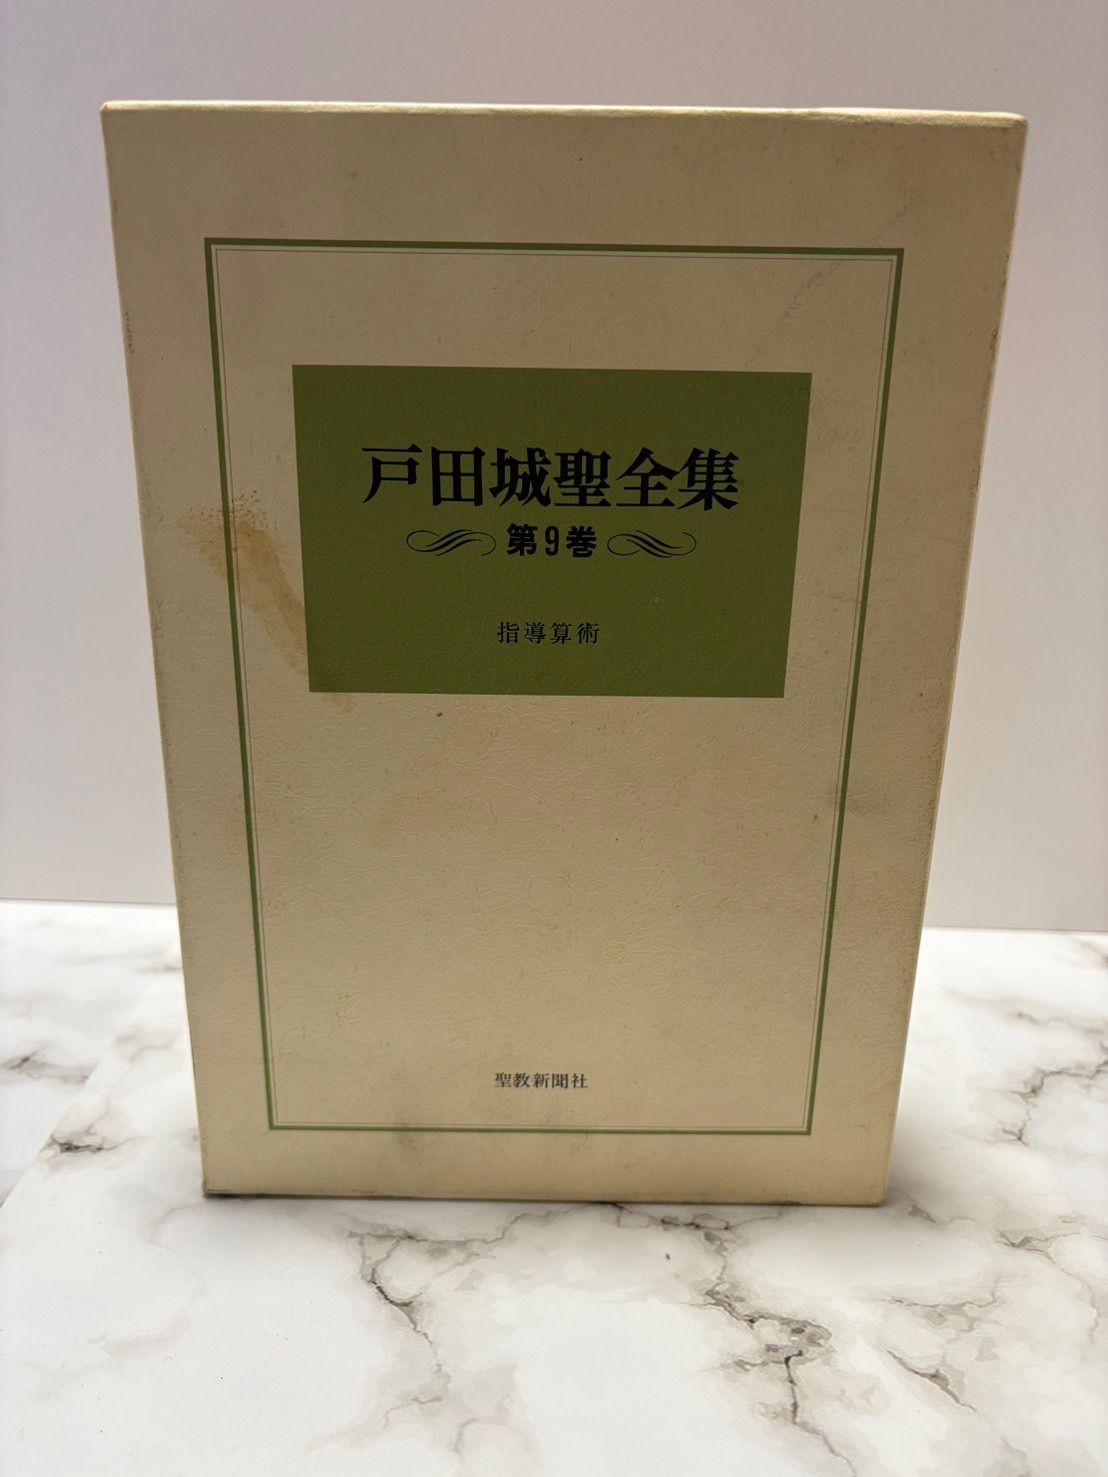 戸田城聖全集
第9巻
指導算術
聖教新聞社